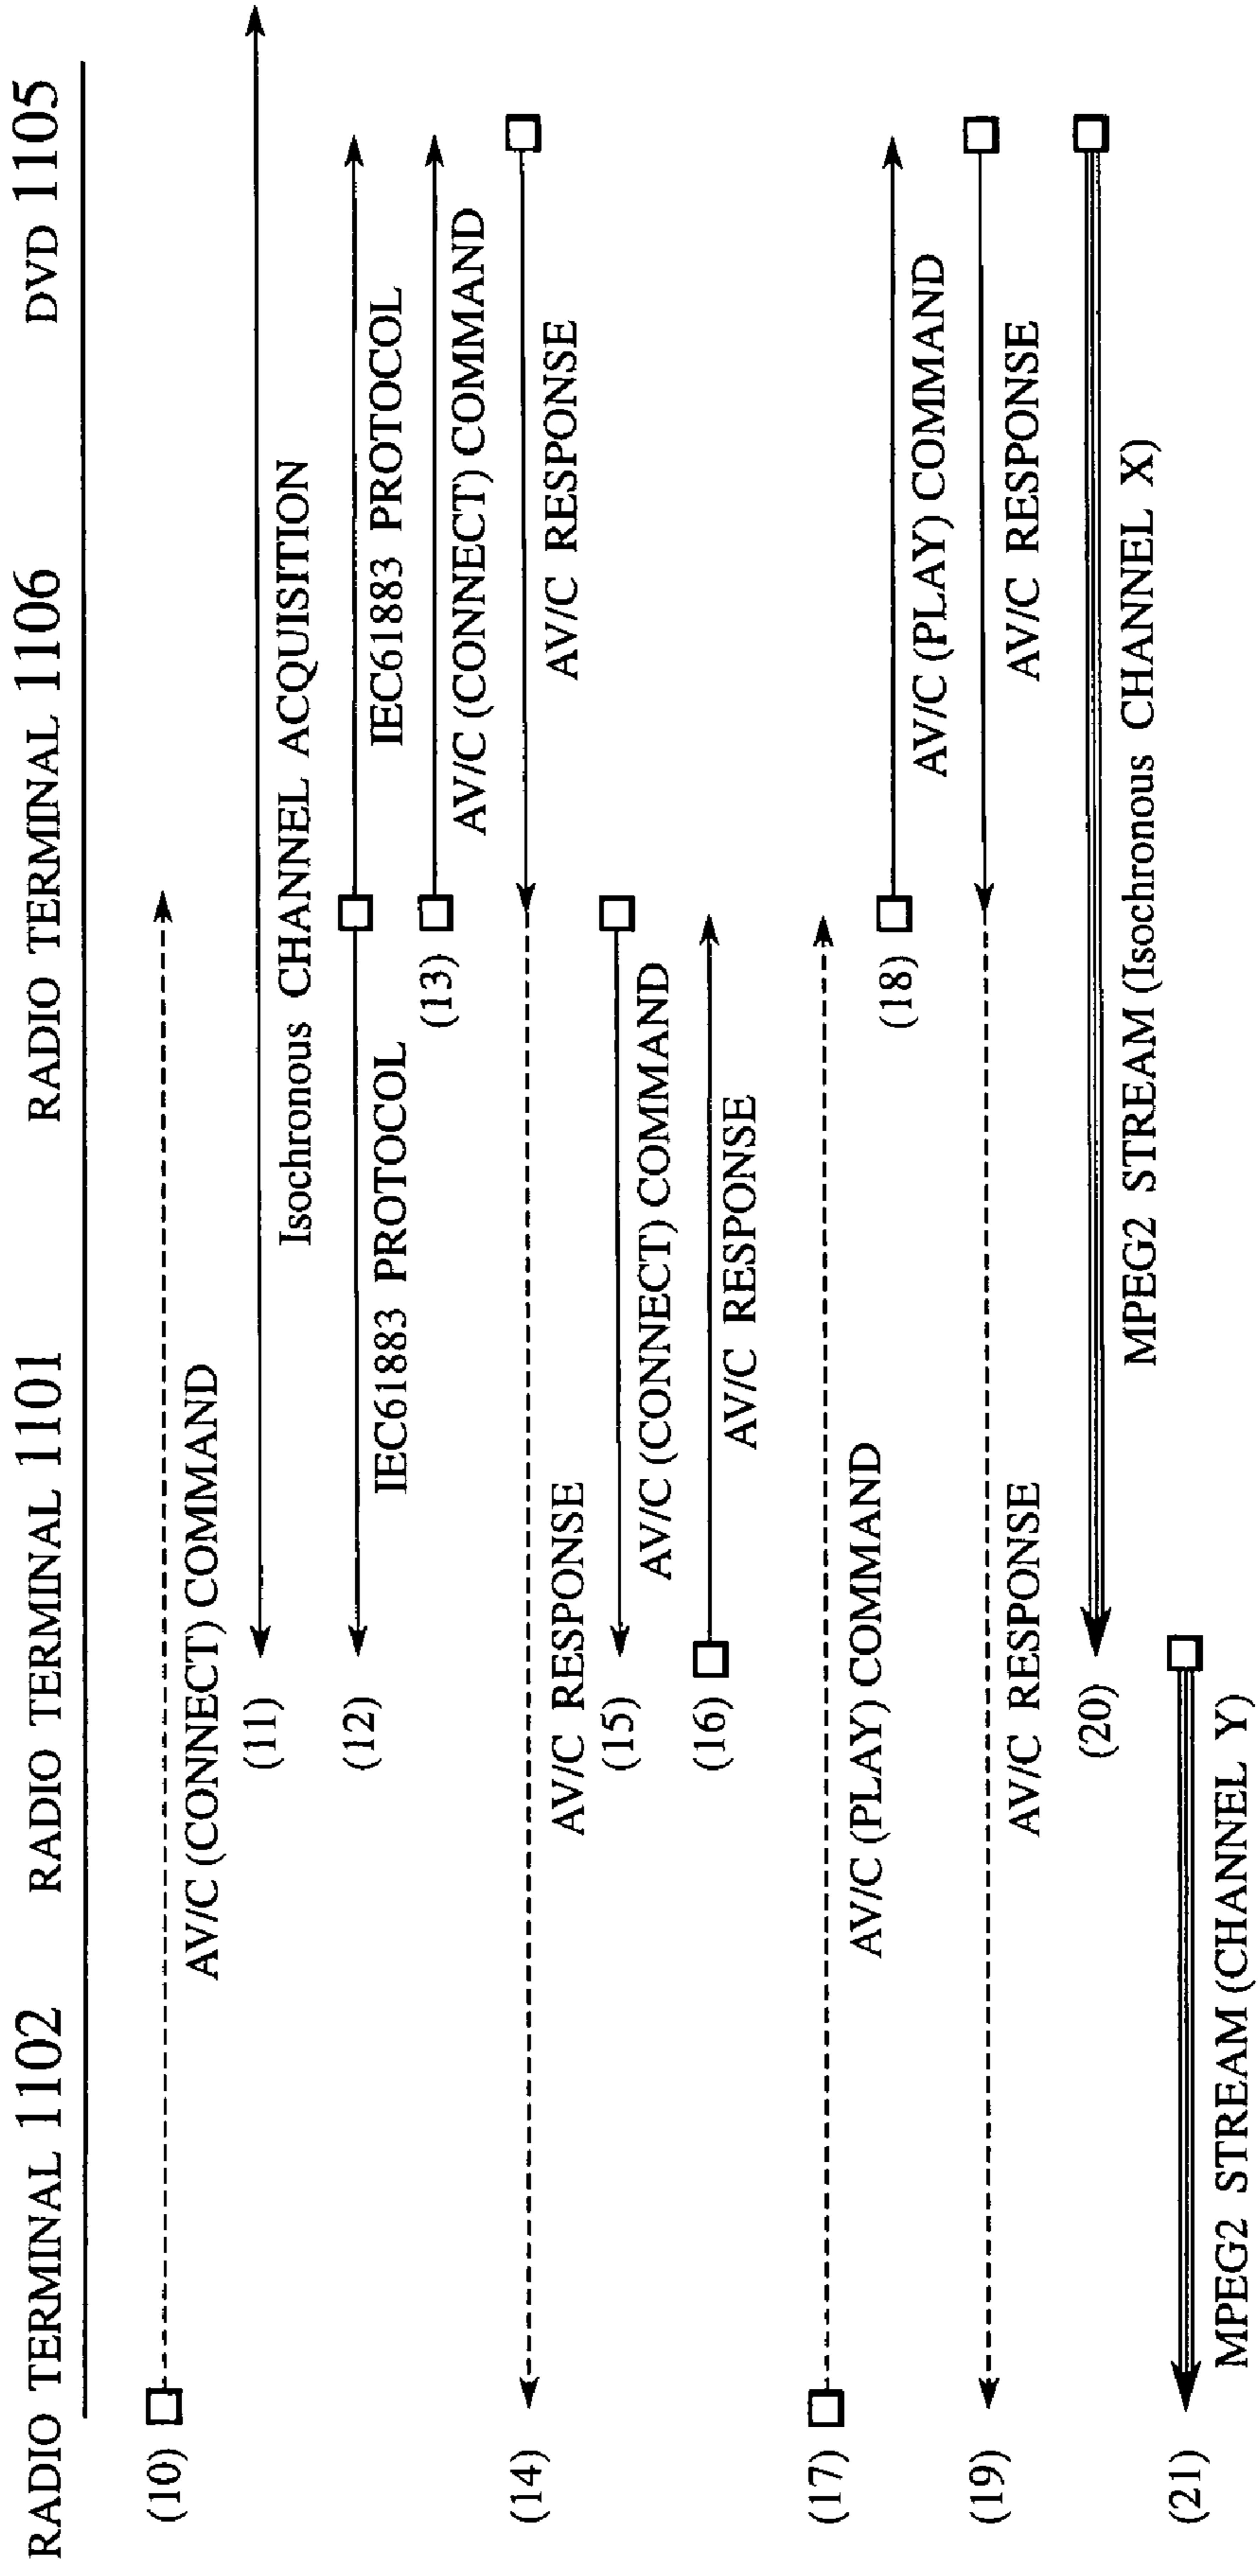 RADIO TERMINAL 1102 RADIO TERMINAL 1101 RADIO TERMINAL 1106 DVD 1105
(10)
AV/C (CONNECT) COMMAND
(11)
Isochronous CHANNEL ACQUISITION
(12)
IEC61883 PROTOCOL
IEC61883 PROTOCOL
(13)
AV/C (CONNECT) COMMAND
(14)
AV/C RESPONSE
AV/C RESPONSE
(15)
AV/C (CONNECT) COMMAND
(16)
AV/C RESPONSE
(17)
AV/C (PLAY) COMMAND
(18)
AV/C (PLAY) COMMAND
(19)
AV/C RESPONSE
AV/C RESPONSE
(20)
MPEG2 STREAM (Isochronous CHANNEL X)
(21)
MPEG2 STREAM (CHANNEL Y)